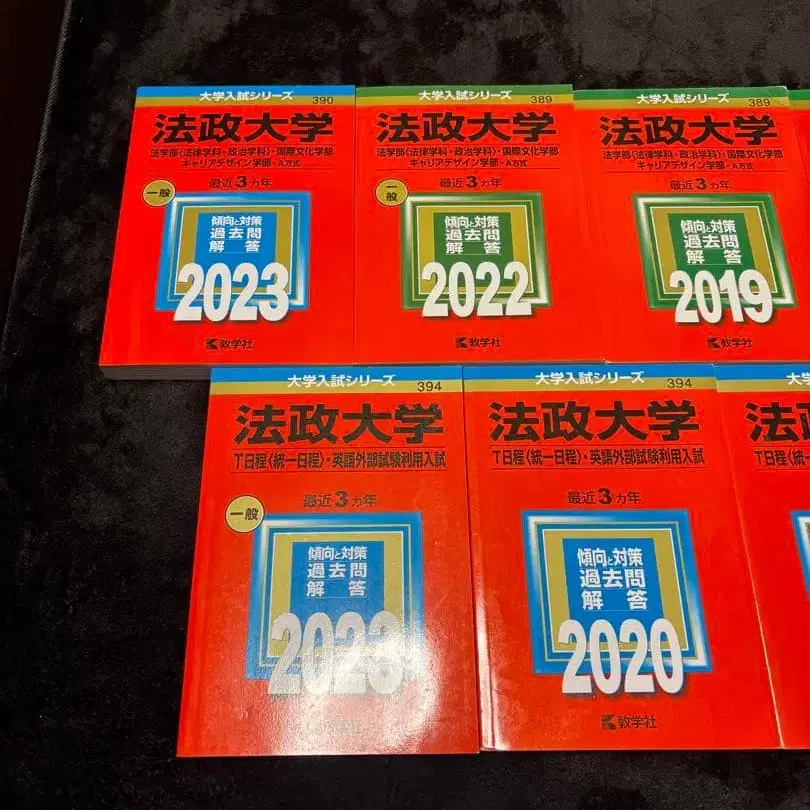 大学入試シリーズ
390
法政大学
法学部〈法律学科・政治学科〉・国際文化学部
キャリアデザイン学部-A方式
一般
最近3カ年
傾向と対策
過去問
解答
2023
教学社
大学入試シリーズ
389
法政大学
法学部〈法律学科・政治学科〉・国際文化学部
キャリアデザイン学部-A方式
一般
最近3カ年
傾向と対策
過去問
解答
2022
教学社
大学入試シリーズ
389
法政大学
法学部〈法律学科・政治学科〉・国際文化学部
キャリアデザイン学部-A方式
最近3カ年
傾向と対策
過去問
解答
2019
教学社
大学入試シリーズ
394
法政大学
T日程〈統一日程〉・英語外部試験利用入試
一般
最近3カ年
傾向と対策
過去問
解答
2023
教学社
大学入試シリーズ
394
法政大学
T日程〈統一日程〉・英語外部試験利用入試
最近3カ年
傾向と対策
過去問
解答
2020
教学社
大学
法政
T日程〈統一
最